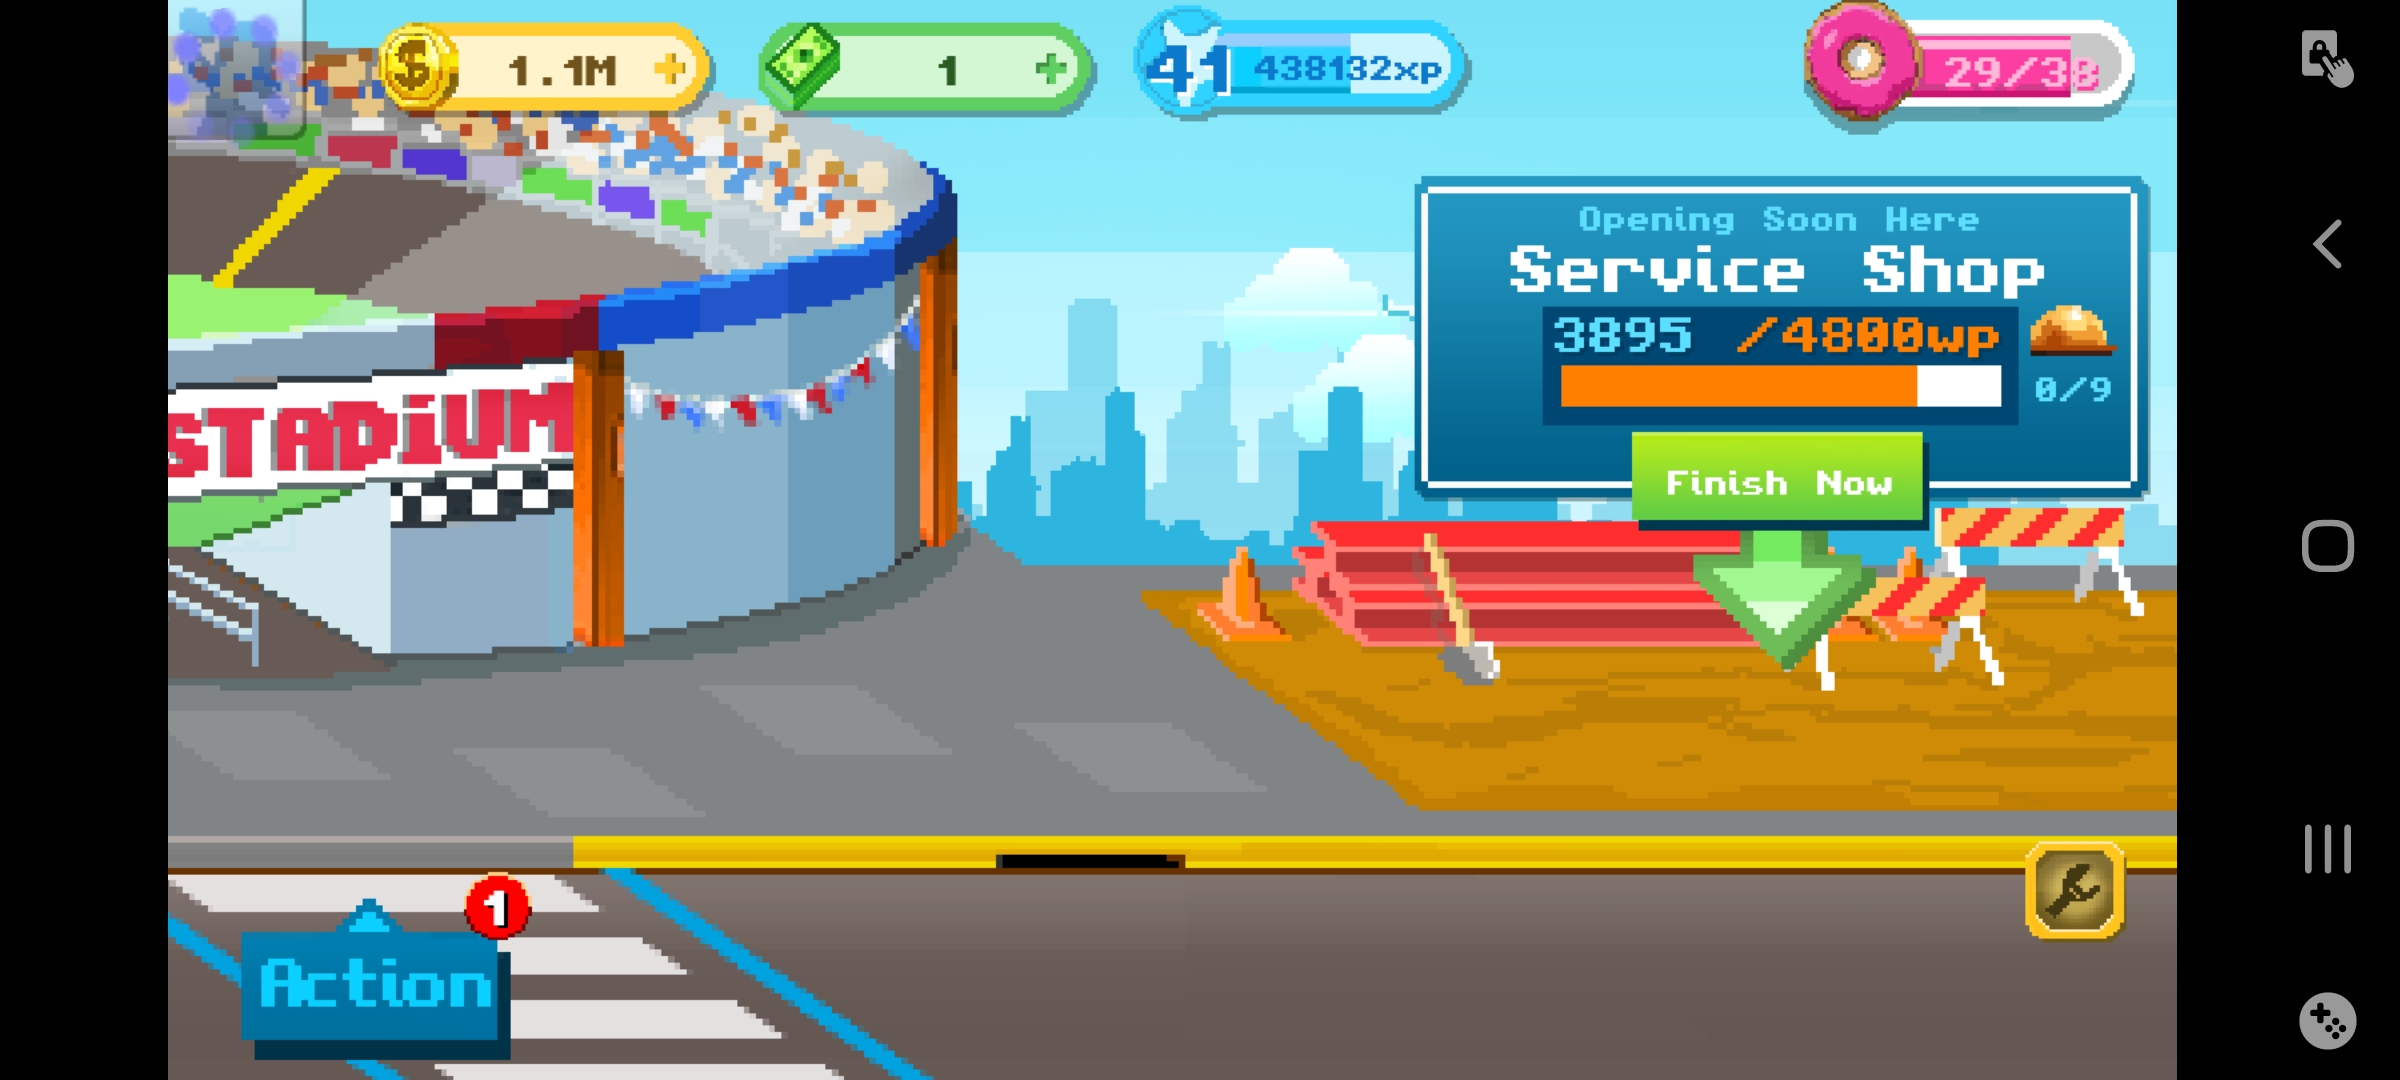 1.1M
1
41 438132xp
29/38
Opening Soon Here
Service Shop
3895 /4800wp
0/9
Finish Now
STADiUM
1
Action